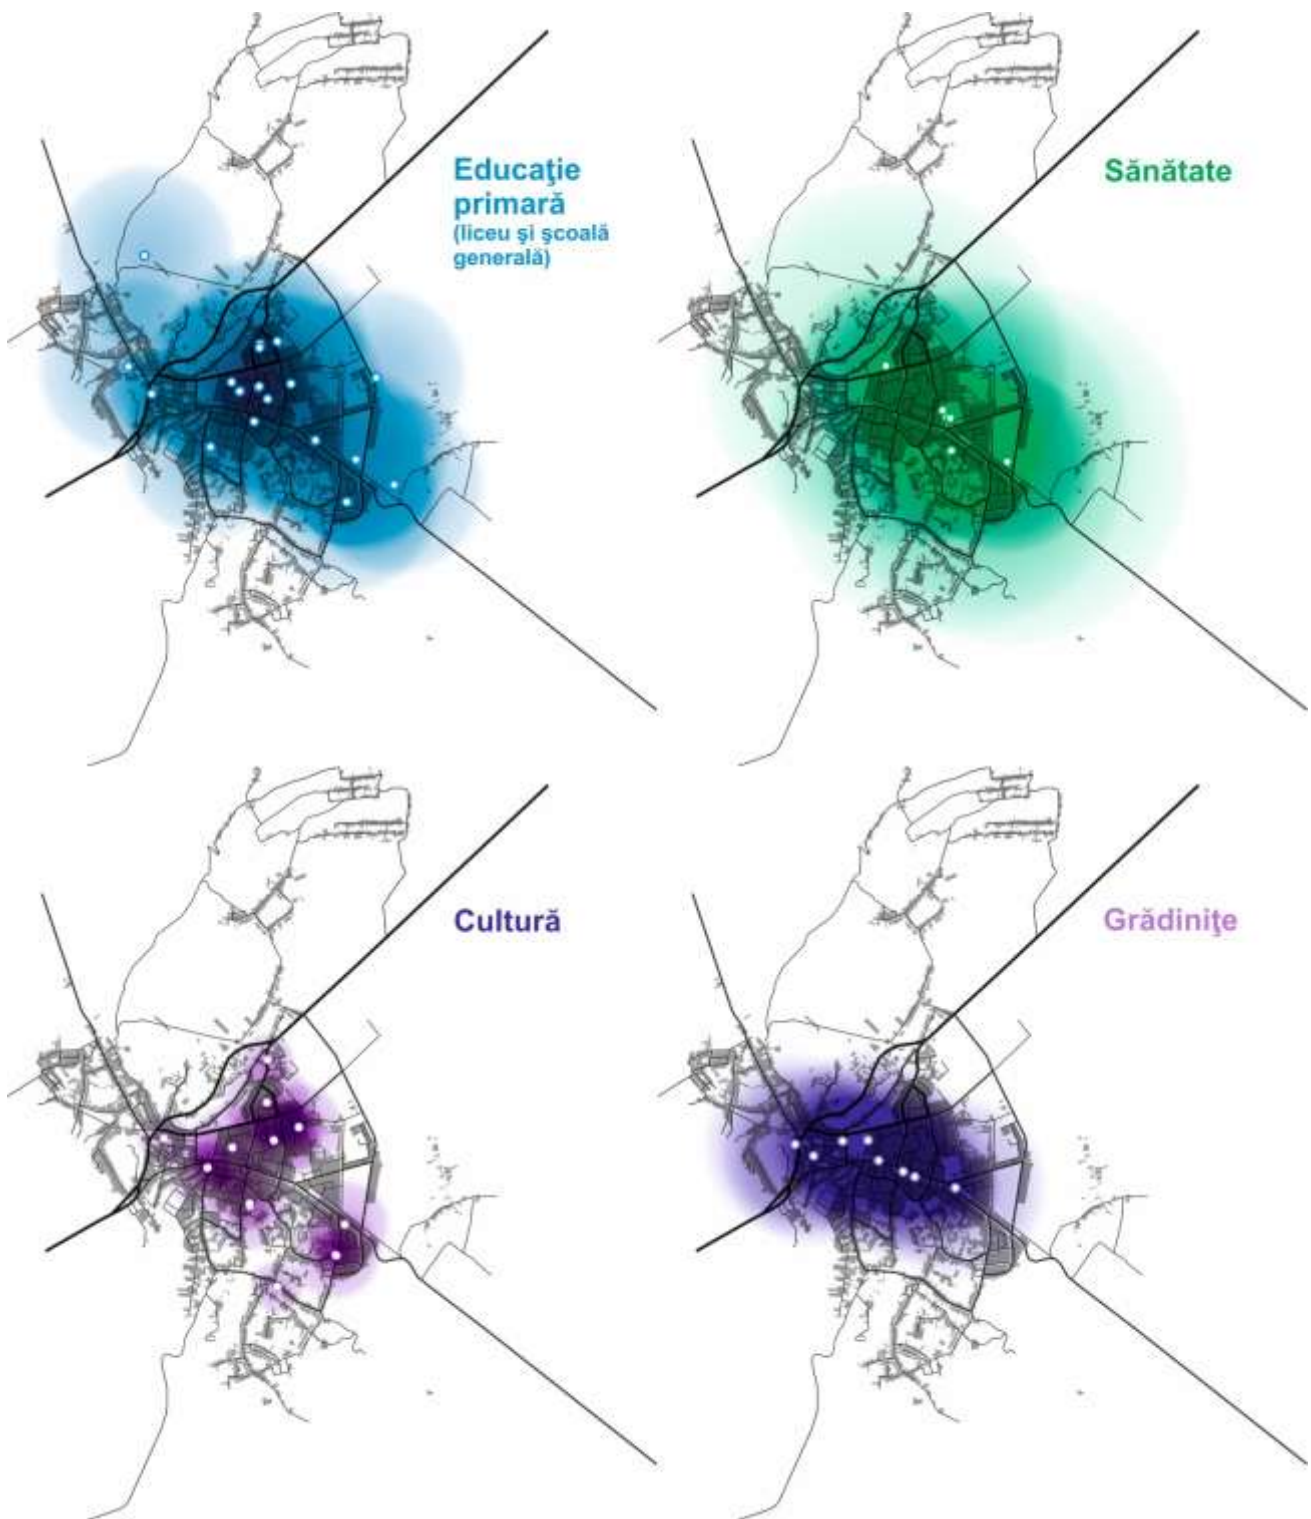 Educaţie
primară
(liceu şi şcoală
generală)
Sănătate
Cultură
Grădiniţe